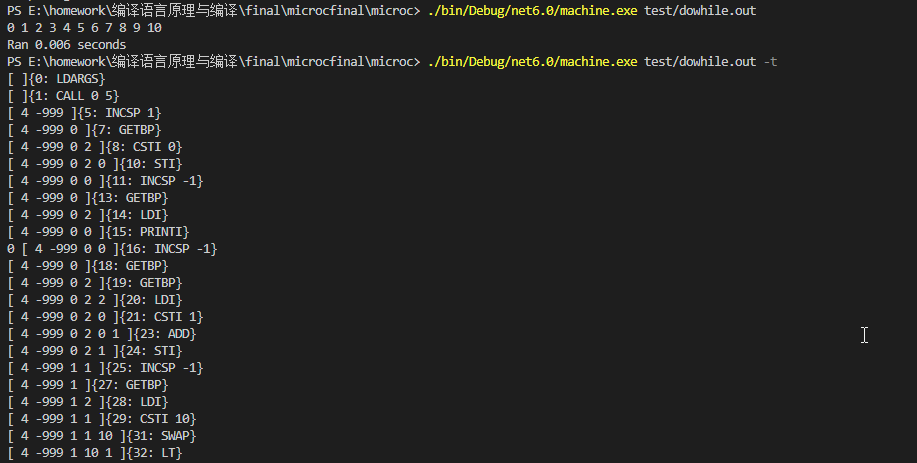 PS E:\homework\编译语言原理与编译\final\microcfinal\microc> ./bin/Debug/net6.0/machine.exe test/dowhile.out
0 1 2 3 4 5 6 7 8 9 10
Ran 0.006 seconds
PS E:\homework\编译语言原理与编译\final\microcfinal\microc> ./bin/Debug/net6.0/machine.exe test/dowhile.out -t
[ ]{0: LDARGS}
[ ]{1: CALL 0 5}
[ 4 -999 ]{5: INCSP 1}
[ 4 -999 0 ]{7: GETBP}
[ 4 -999 0 2 ]{8: CSTI 0}
[ 4 -999 0 2 0 ]{10: STI}
[ 4 -999 0 0 ]{11: INCSP -1}
[ 4 -999 0 ]{13: GETBP}
[ 4 -999 0 2 ]{14: LDI}
[ 4 -999 0 0 ]{15: PRINTI}
0 [ 4 -999 0 0 ]{16: INCSP -1}
[ 4 -999 0 ]{18: GETBP}
[ 4 -999 0 2 ]{19: GETBP}
[ 4 -999 0 2 2 ]{20: LDI}
[ 4 -999 0 2 0 ]{21: CSTI 1}
[ 4 -999 0 2 0 1 ]{23: ADD}
[ 4 -999 0 2 1 ]{24: STI}
[ 4 -999 1 1 ]{25: INCSP -1}
[ 4 -999 1 ]{27: GETBP}
[ 4 -999 1 2 ]{28: LDI}
[ 4 -999 1 1 ]{29: CSTI 10}
[ 4 -999 1 1 10 ]{31: SWAP}
[ 4 -999 1 10 1 ]{32: LT}